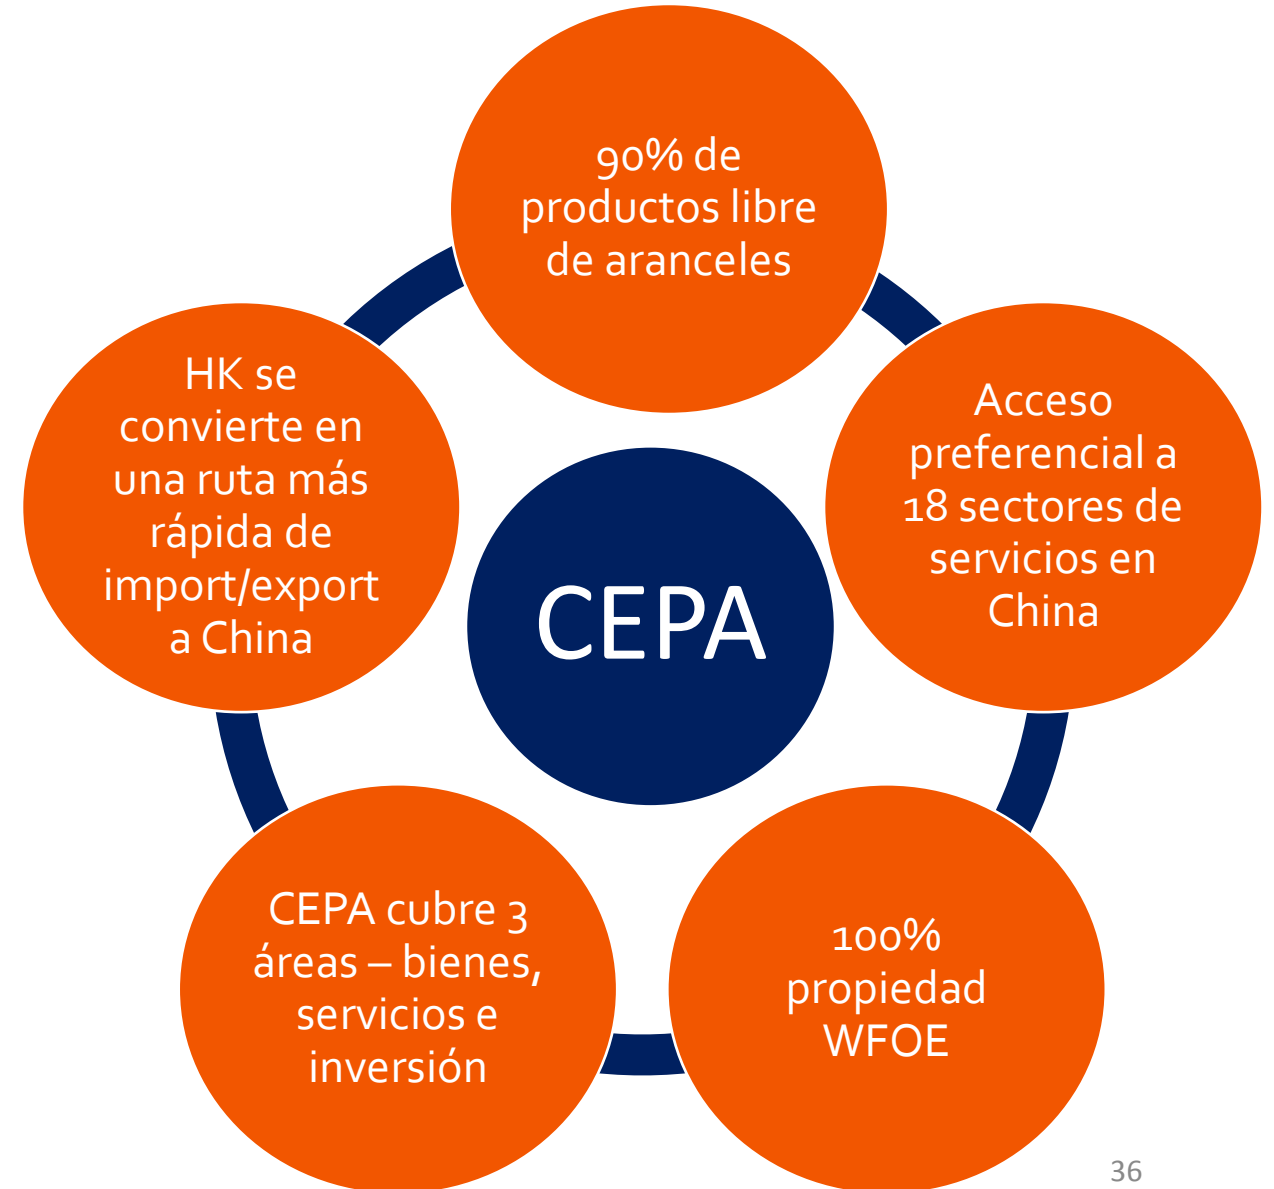 90% de
productos libre
de aranceles
HK se
convierte en
una ruta más
rápida de
import/export
a China
Acceso
preferencial a
18 sectores de
servicios en
China
CEPA
CEPA cubre 3
áreas – bienes,
servicios e
inversión
100%
propiedad
WFOE
36